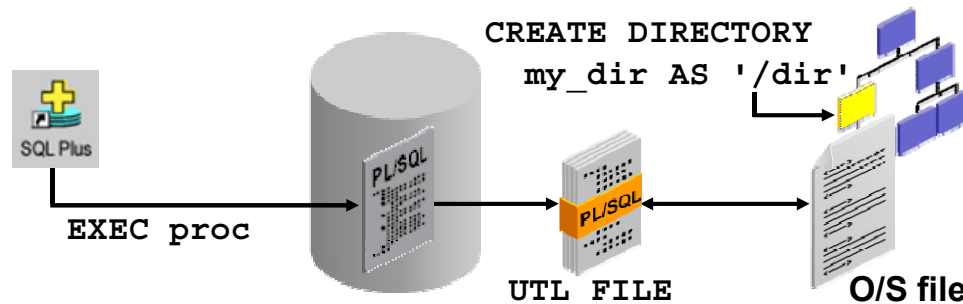 CREATE DIRECTORY
my_dir AS '/dir'
SQL Plus
PL/SQL
EXEC proc
PL/SQL
UTL FILE
O/S file